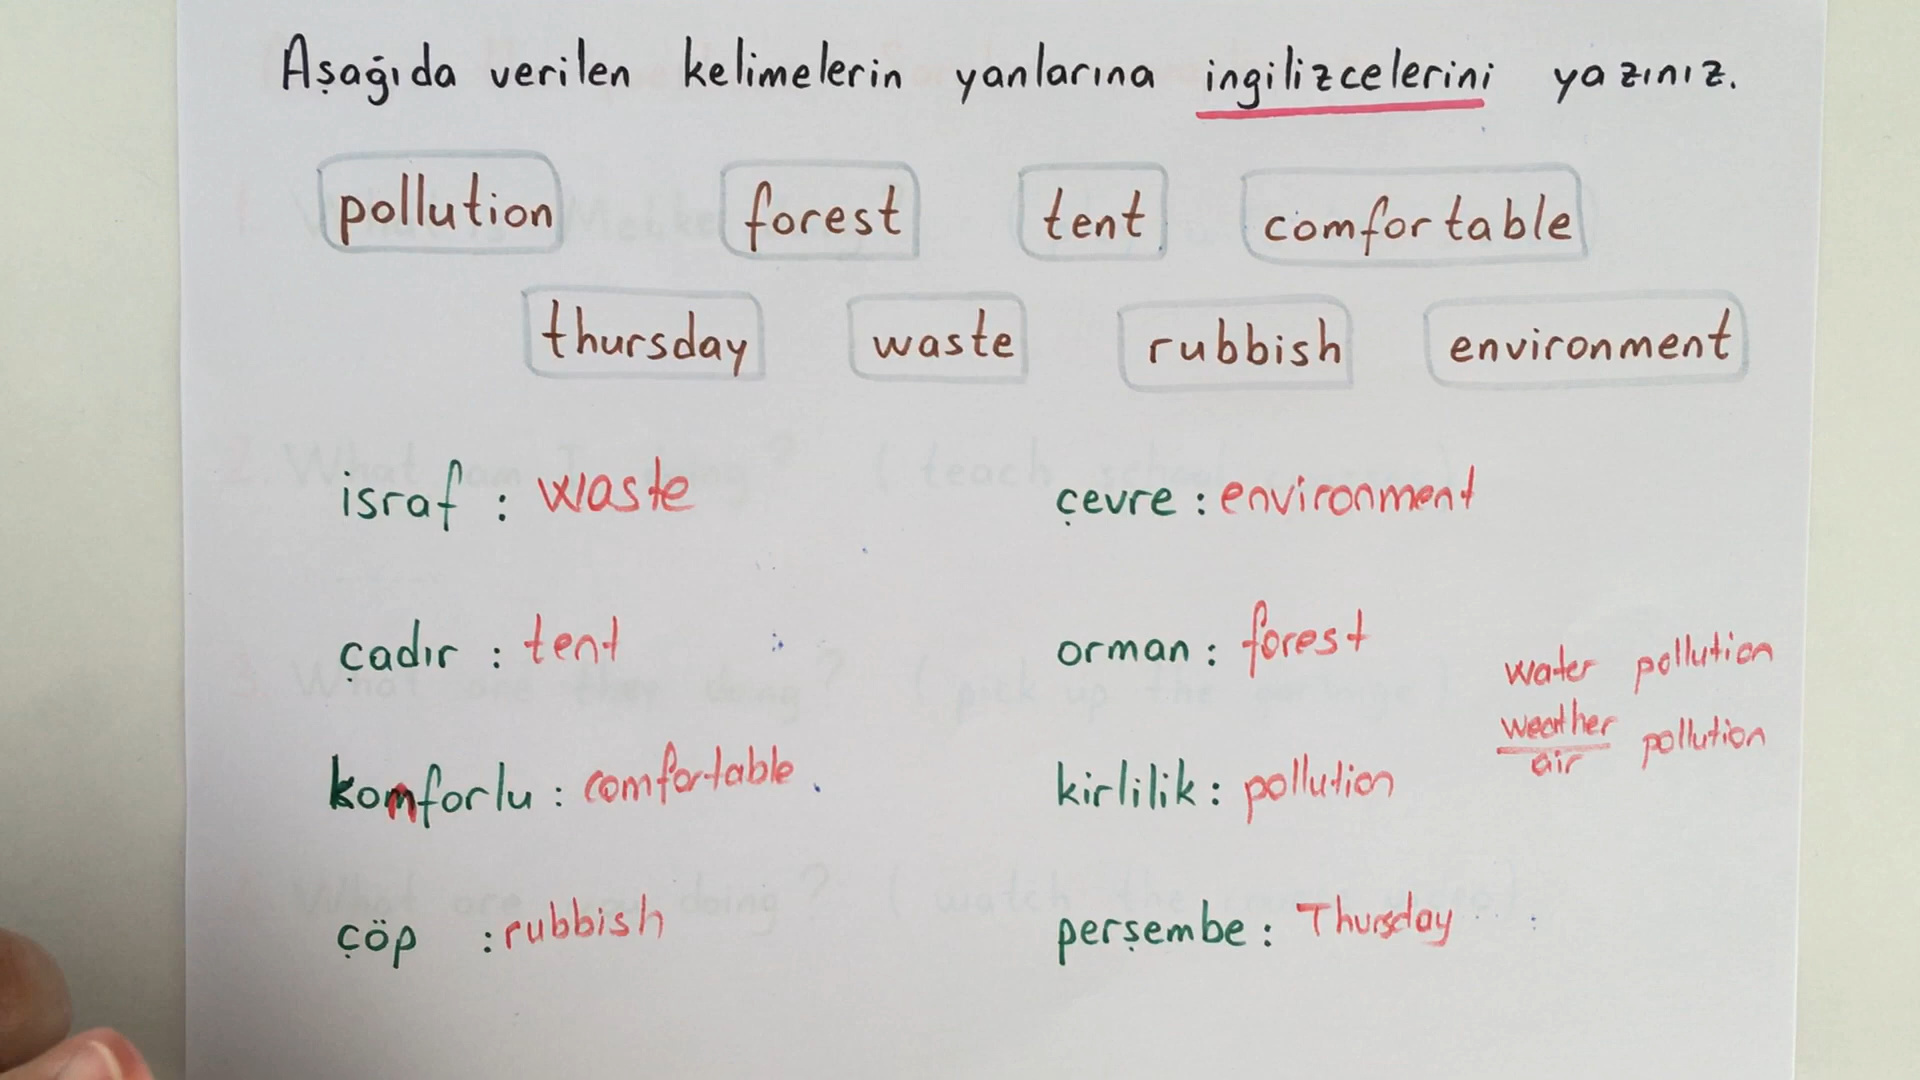 Aşağıda verilen kelimelerin yanlarına ingilizcelerini yazınız.
pollution forest tent comfortable
thursday waste rubbish environment
israf : waste çevre : environment
çadır : tent orman : forest
water pollution
weather pollution
air
komforlu : comfortable kirlilik : pollution
çöp : rubbish perşembe : Thursday